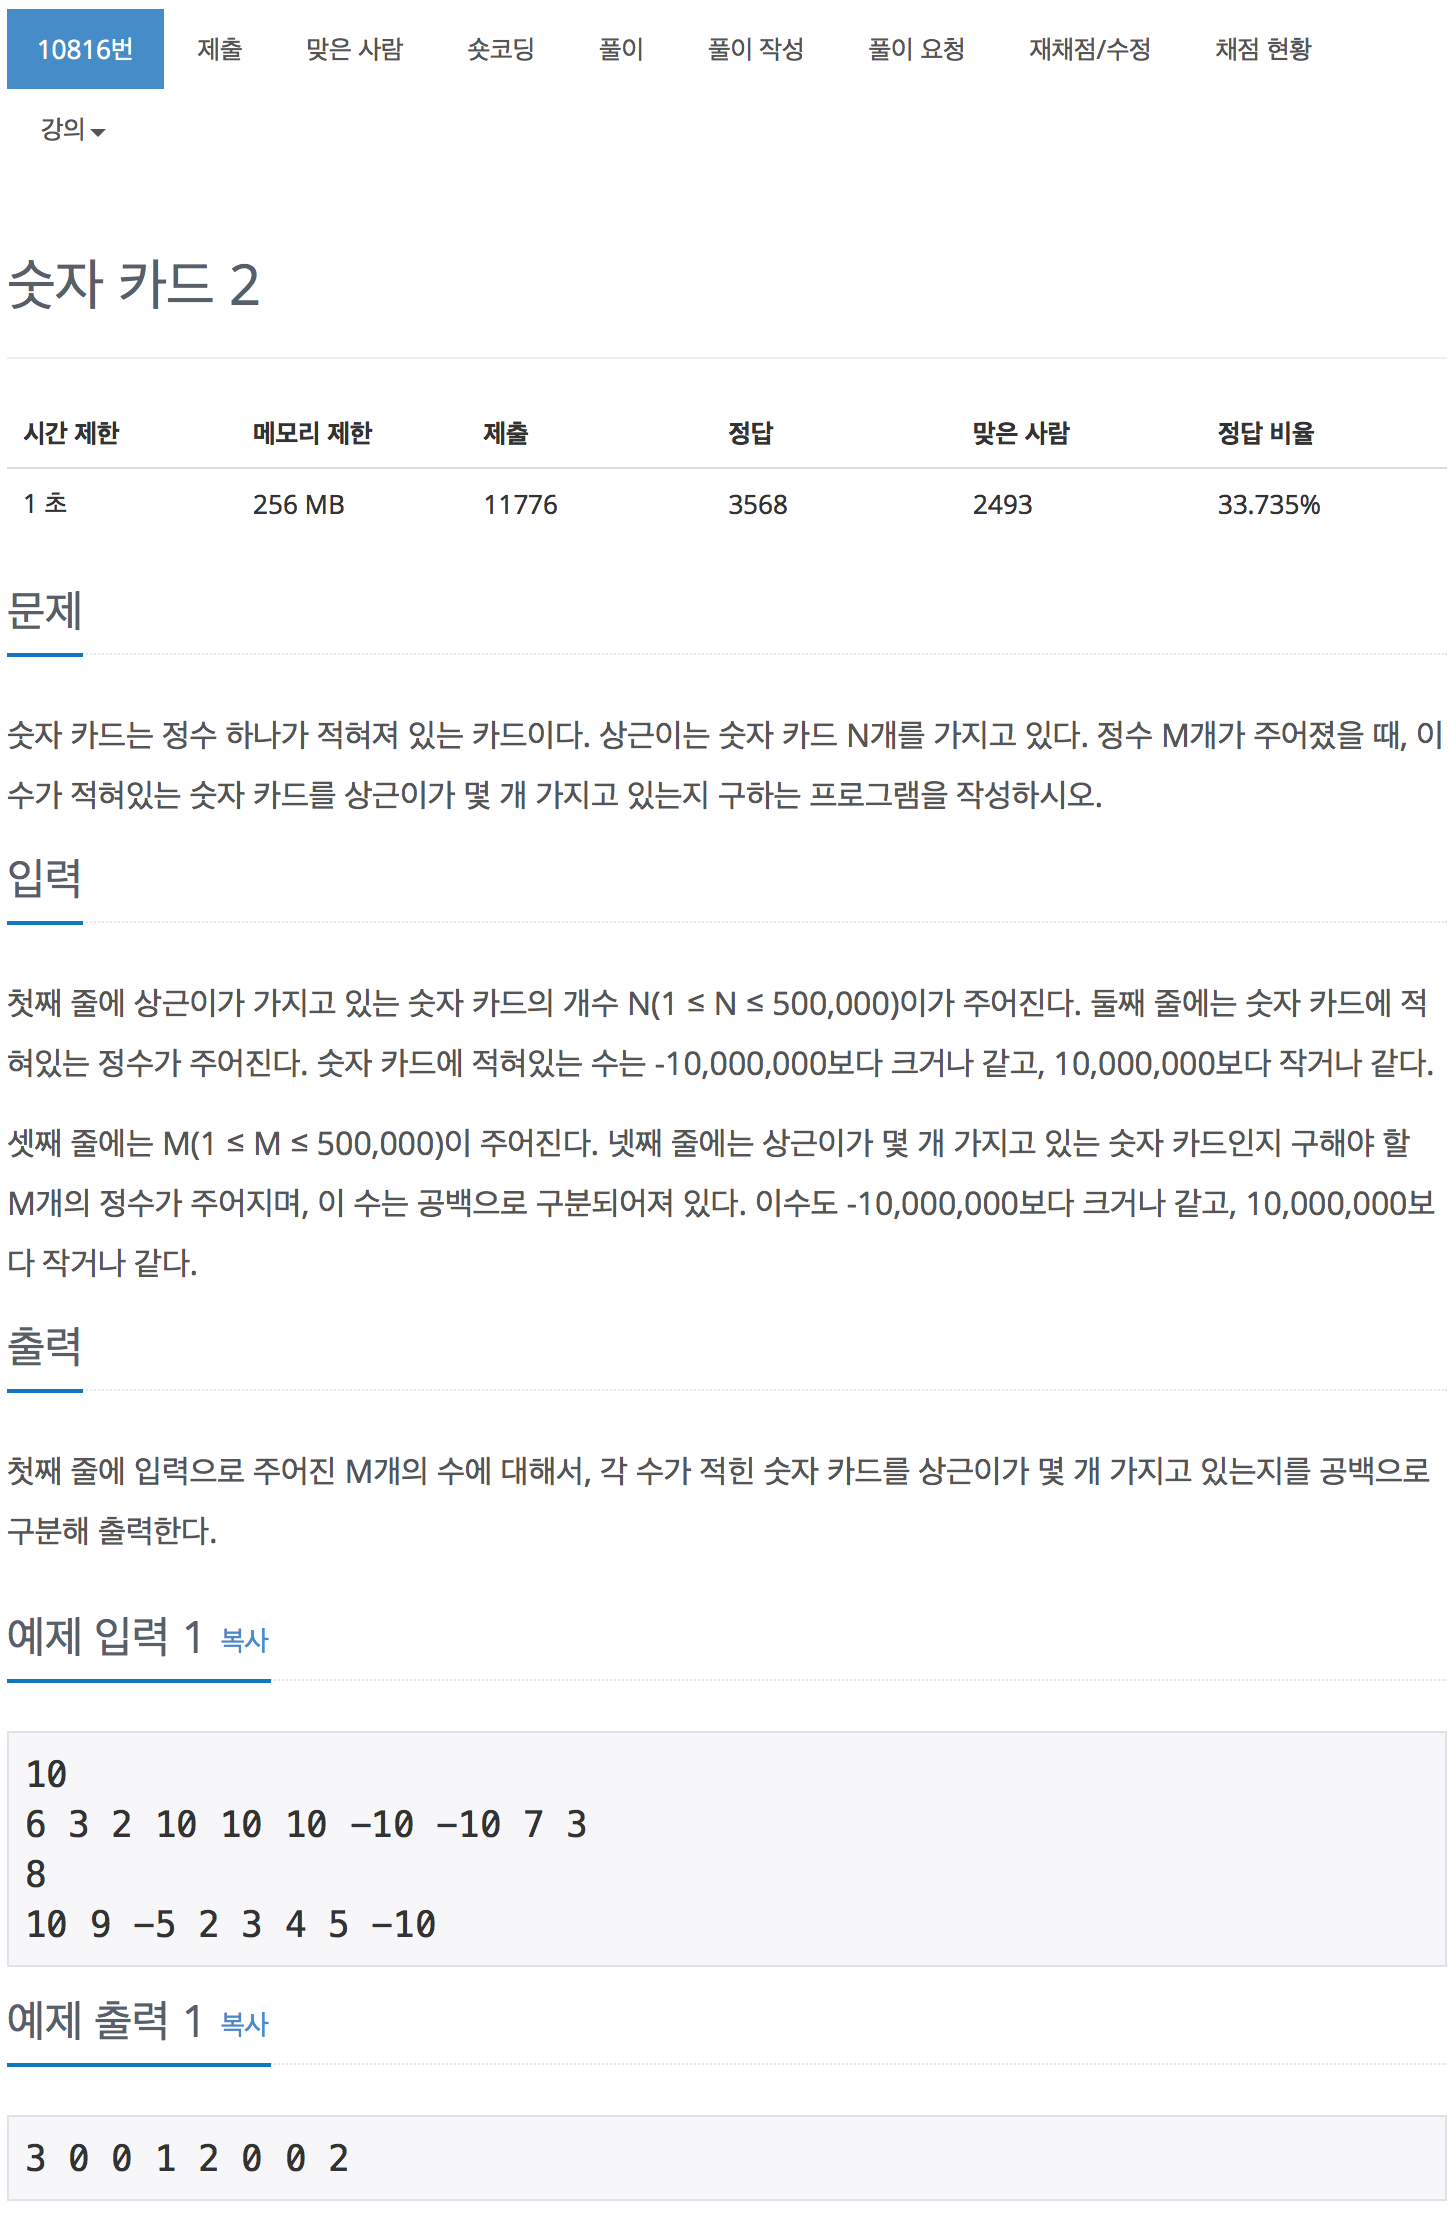 10816번 제출 맞은 사람 숏코딩 풀이 풀이 작성 풀이 요청 재채점/수정 채점 현황
강의
숫자 카드 2
시간 제한 메모리 제한 제출 정답 맞은 사람 정답 비율
1 초 256 MB 11776 3568 2493 33.735%
문제
숫자 카드는 정수 하나가 적혀져 있는 카드이다. 상근이는 숫자 카드 N개를 가지고 있다. 정수 M개가 주어졌을 때, 이
수가 적혀있는 숫자 카드를 상근이가 몇 개 가지고 있는지 구하는 프로그램을 작성하시오.
입력
첫째 줄에 상근이가 가지고 있는 숫자 카드의 개수 N(1 ≤ N ≤ 500,000)이가 주어진다. 둘째 줄에는 숫자 카드에 적
혀있는 정수가 주어진다. 숫자 카드에 적혀있는 수는 -10,000,000보다 크거나 같고, 10,000,000보다 작거나 같다.
셋째 줄에는 M(1 ≤ M ≤ 500,000)이 주어진다. 넷째 줄에는 상근이가 몇 개 가지고 있는 숫자 카드인지 구해야 할
M개의 정수가 주어지며, 이 수는 공백으로 구분되어져 있다. 이수도 -10,000,000보다 크거나 같고, 10,000,000보
다 작거나 같다.
출력
첫째 줄에 입력으로 주어진 M개의 수에 대해서, 각 수가 적힌 숫자 카드를 상근이가 몇 개 가지고 있는지를 공백으로
구분해 출력한다.
예제 입력 1 복사
10
6 3 2 10 10 10 -10 -10 7 3
8
10 9 -5 2 3 4 5 -10
예제 출력 1 복사
3 0 0 1 2 0 0 2